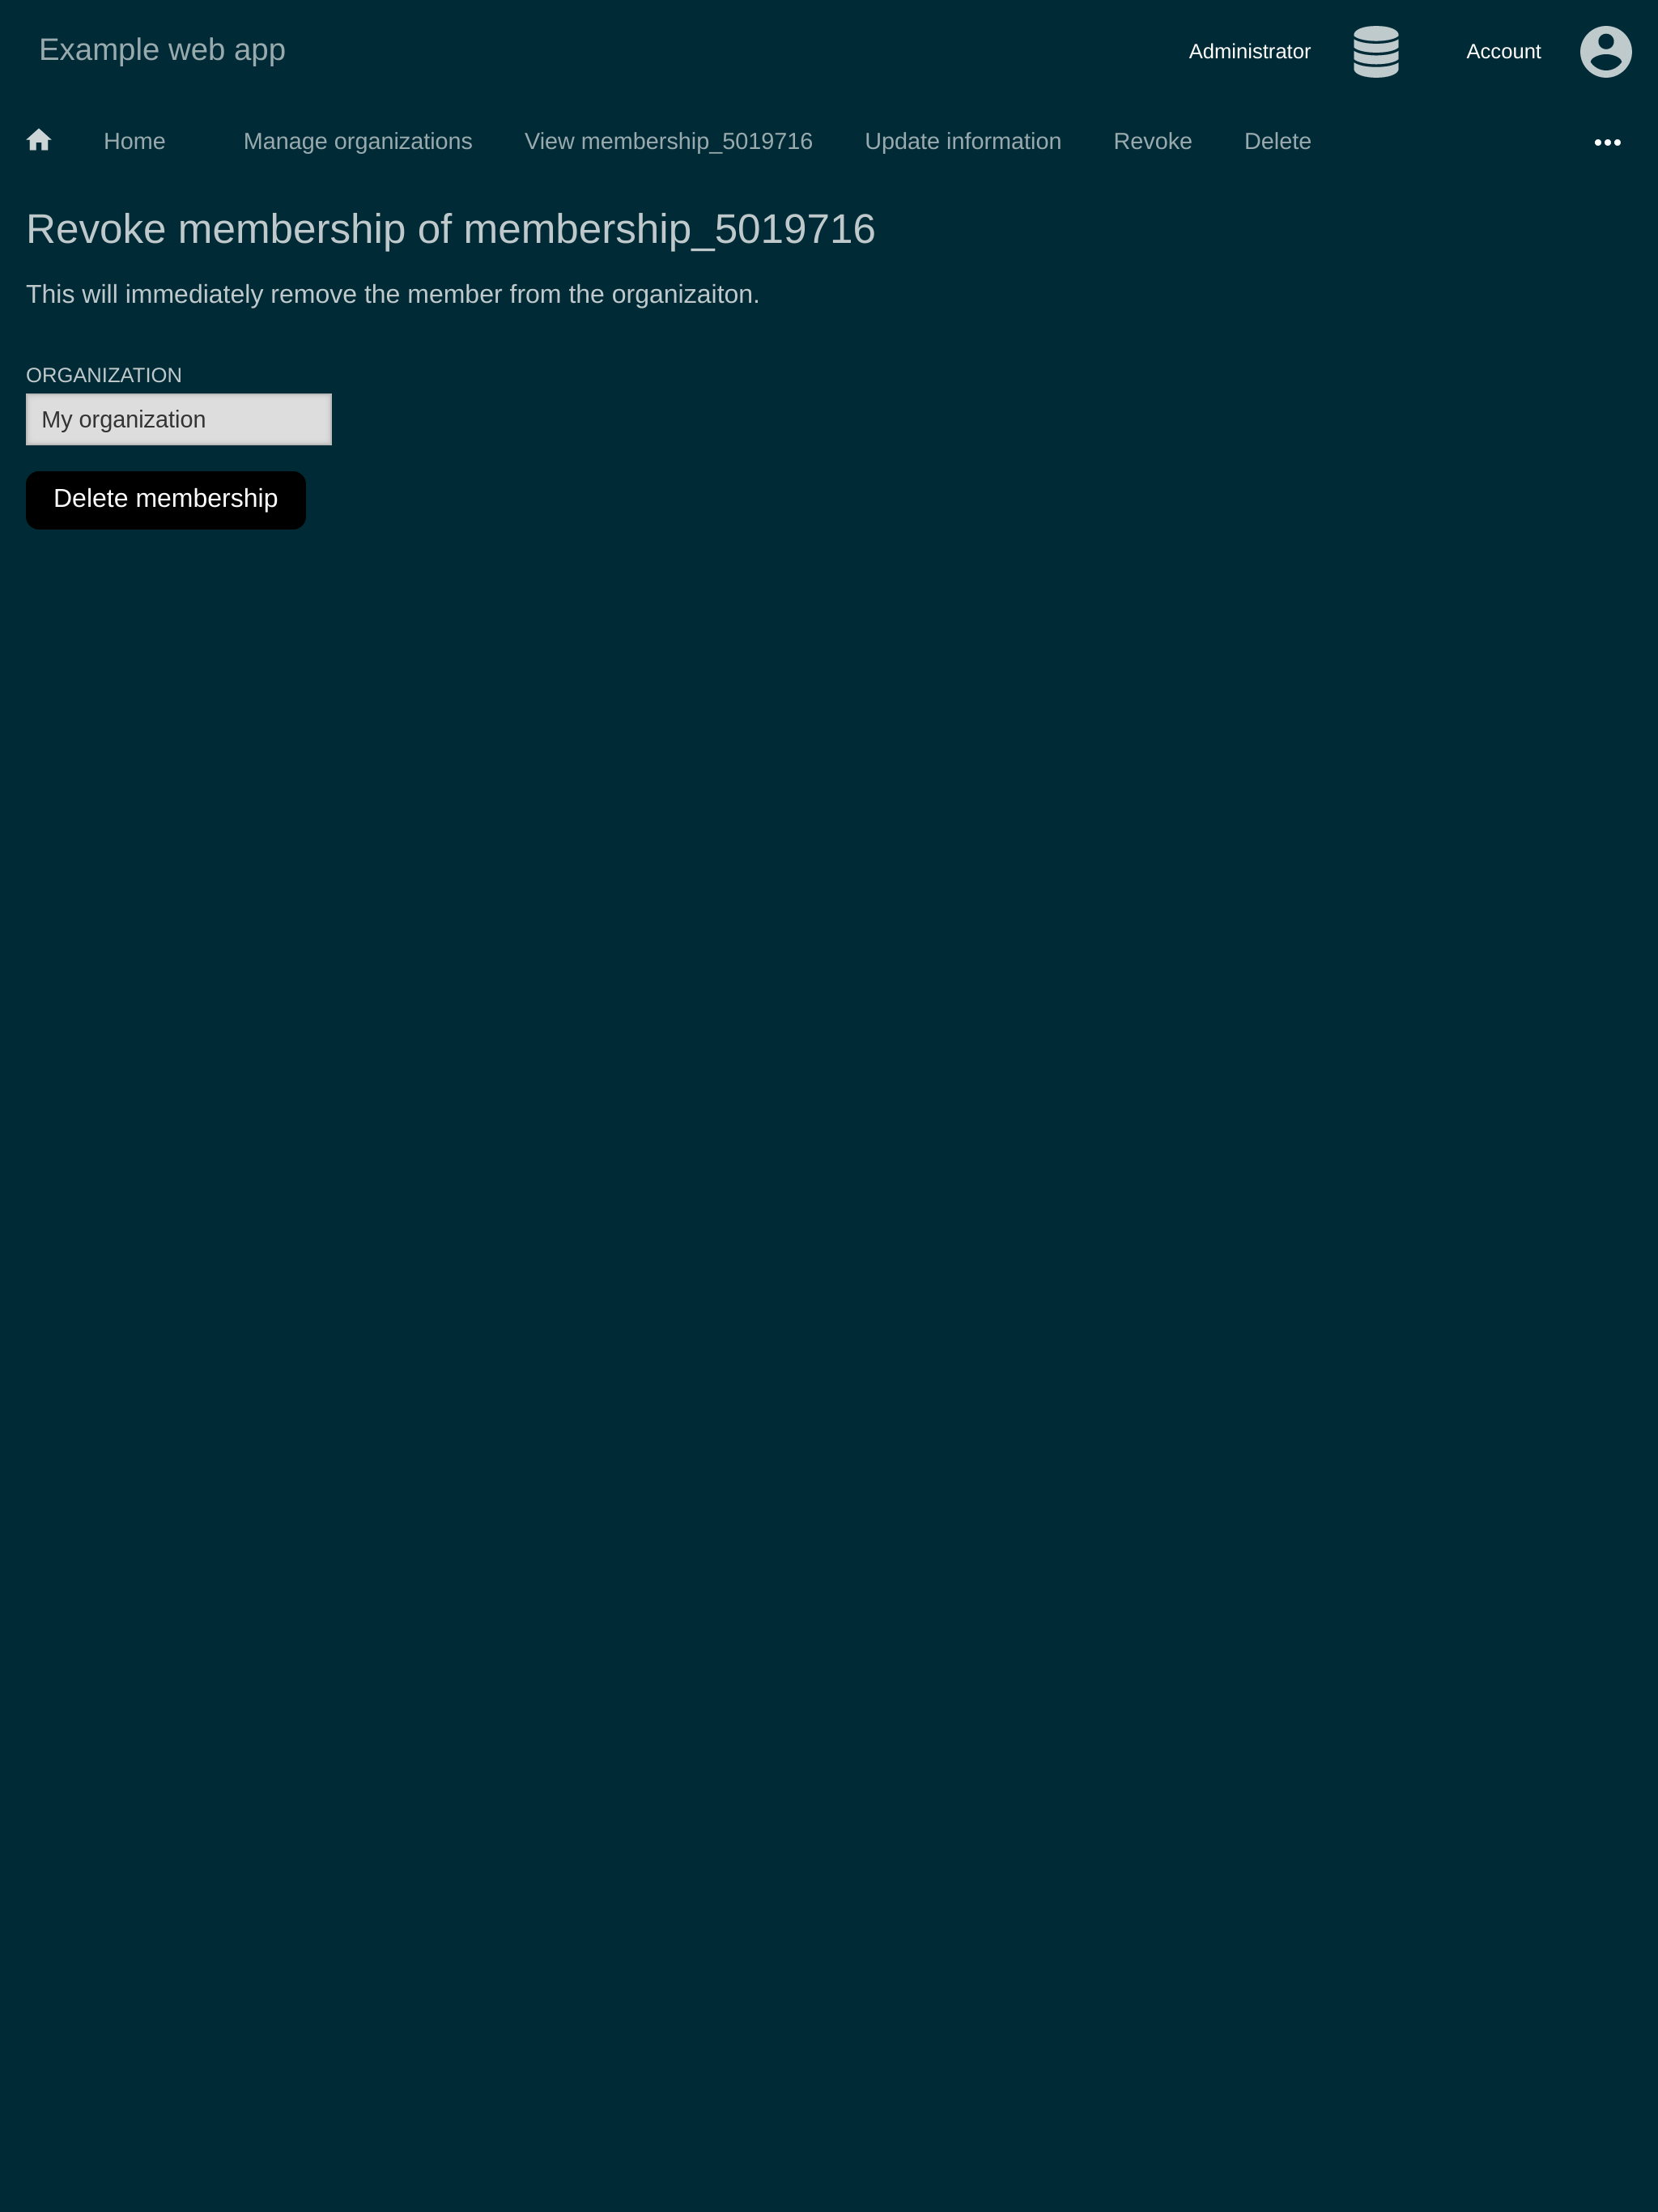 Example web app
Administrator
Account
Home
Manage organizations
View membership_5019716
Update information
Revoke
Delete
Revoke membership of membership_5019716
This will immediately remove the member from the organizaiton.
ORGANIZATION
My organization
Delete membership